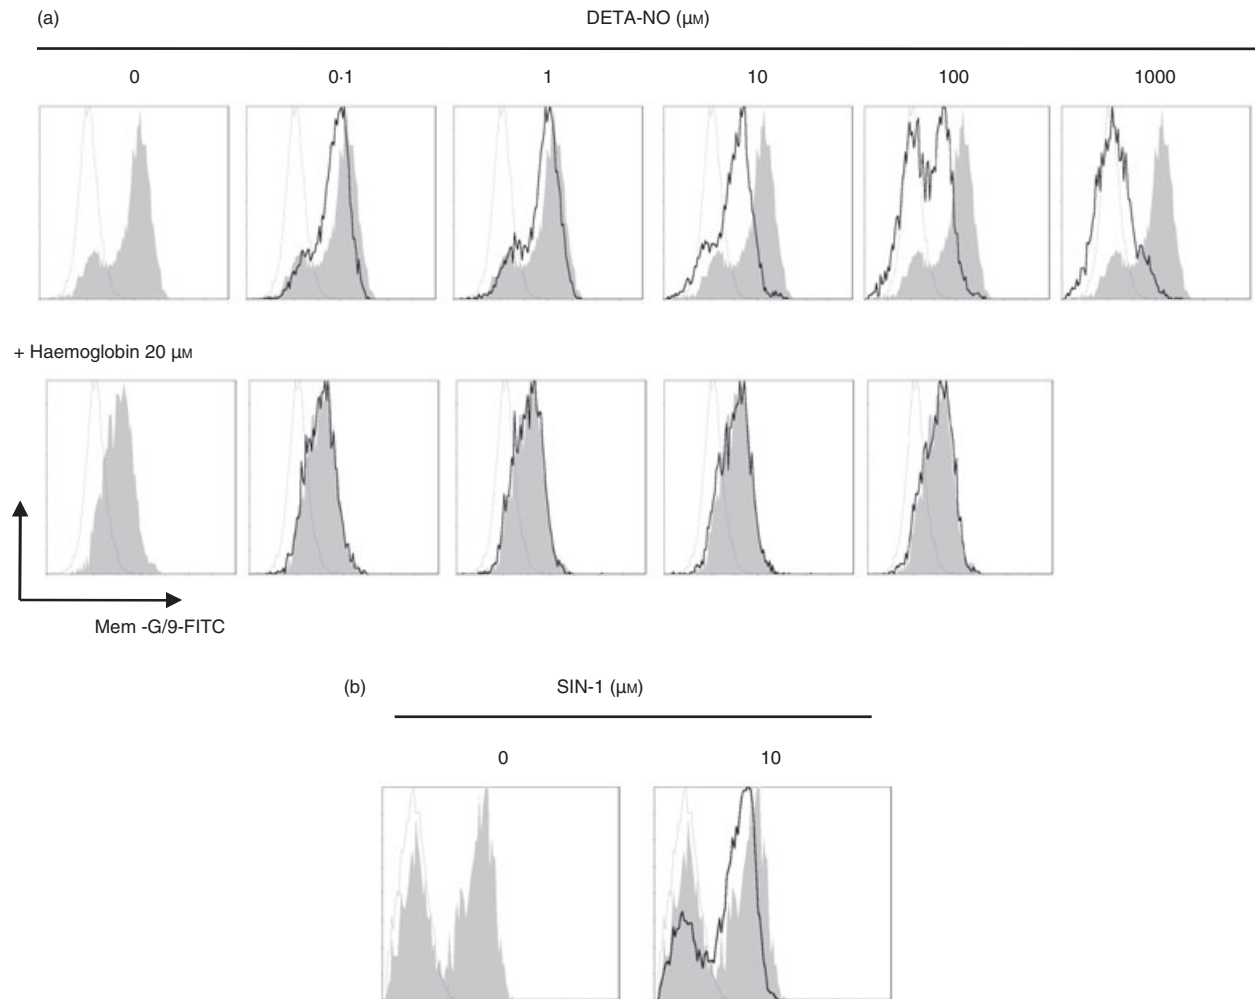 (a) DETA-NO (μM)
0 0·1 1 10 100 1000
+ Haemoglobin 20 μM
Mem -G/9-FITC
(b) SIN-1 (μM)
0 10